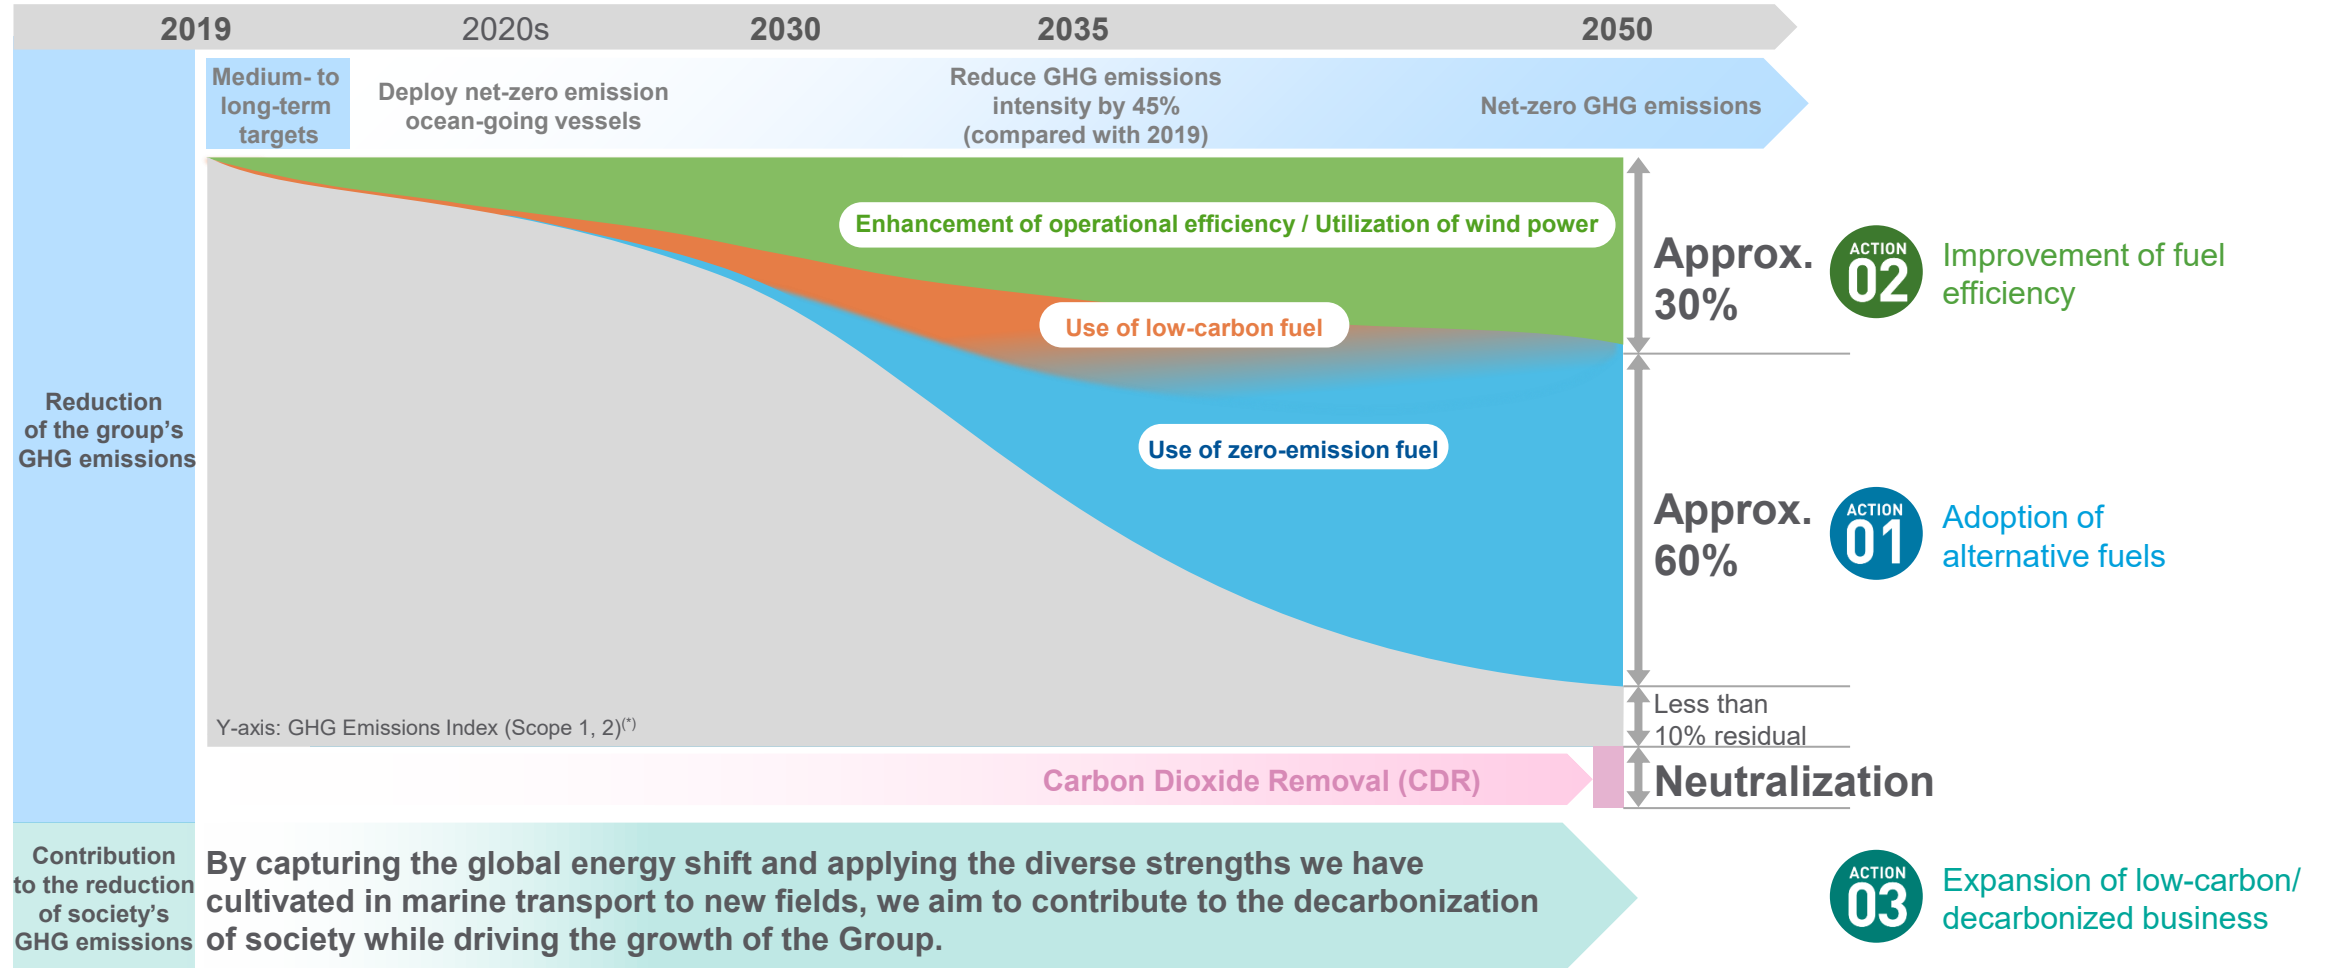 2019 2020s 2030 2035 2050
Medium- to
long-term
targets
Deploy net-zero emission
ocean-going vessels
Reduce GHG emissions
intensity by 45%
(compared with 2019)
Net-zero GHG emissions
Reduction
of the group's
GHG emissions
Enhancement of operational efficiency / Utilization of wind power
Use of low-carbon fuel
Use of zero-emission fuel
Y-axis: GHG Emissions Index (Scope 1, 2)(*)
Approx.
30%
ACTION
02
Improvement of fuel
efficiency
Approx.
60%
ACTION
01
Adoption of
alternative fuels
Less than
10% residual
Carbon Dioxide Removal (CDR)
Neutralization
Contribution
to the reduction
of society's
GHG emissions
By capturing the global energy shift and applying the diverse strengths we have
cultivated in marine transport to new fields, we aim to contribute to the decarbonization
of society while driving the growth of the Group.
ACTION
03
Expansion of low-carbon/
decarbonized business